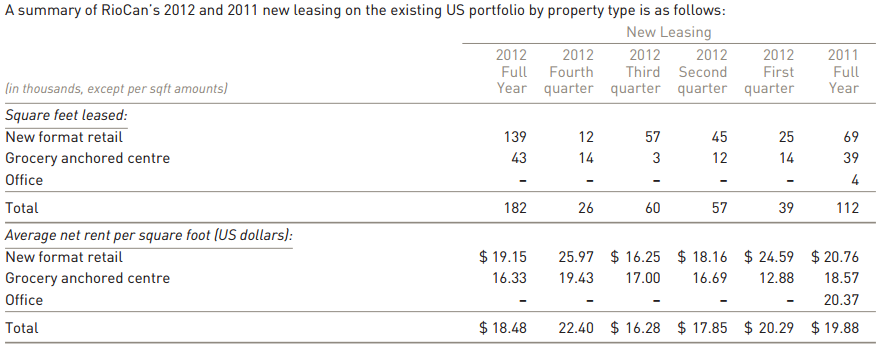 A summary of RioCan's 2012 and 2011 new leasing on the existing US portfolio by property type is as follows:
New Leasing
2012 2012 2012 2012 2012 2011
Full Fourth Third Second First Full
(in thousands, except per sqft amounts) Year quarter quarter quarter quarter Year
Square feet leased:
New format retail 139 12 57 45 25 69
Grocery anchored centre 43 14 3 12 14 39
Office – – – – – 4
Total 182 26 60 57 39 112
Average net rent per square foot (US dollars):
New format retail $ 19.15 25.97 $ 16.25 $ 18.16 $ 24.59 $ 20.76
Grocery anchored centre 16.33 19.43 17.00 16.69 12.88 18.57
Office – – – – – 20.37
Total $ 18.48 22.40 $ 16.28 $ 17.85 $ 20.29 $ 19.88